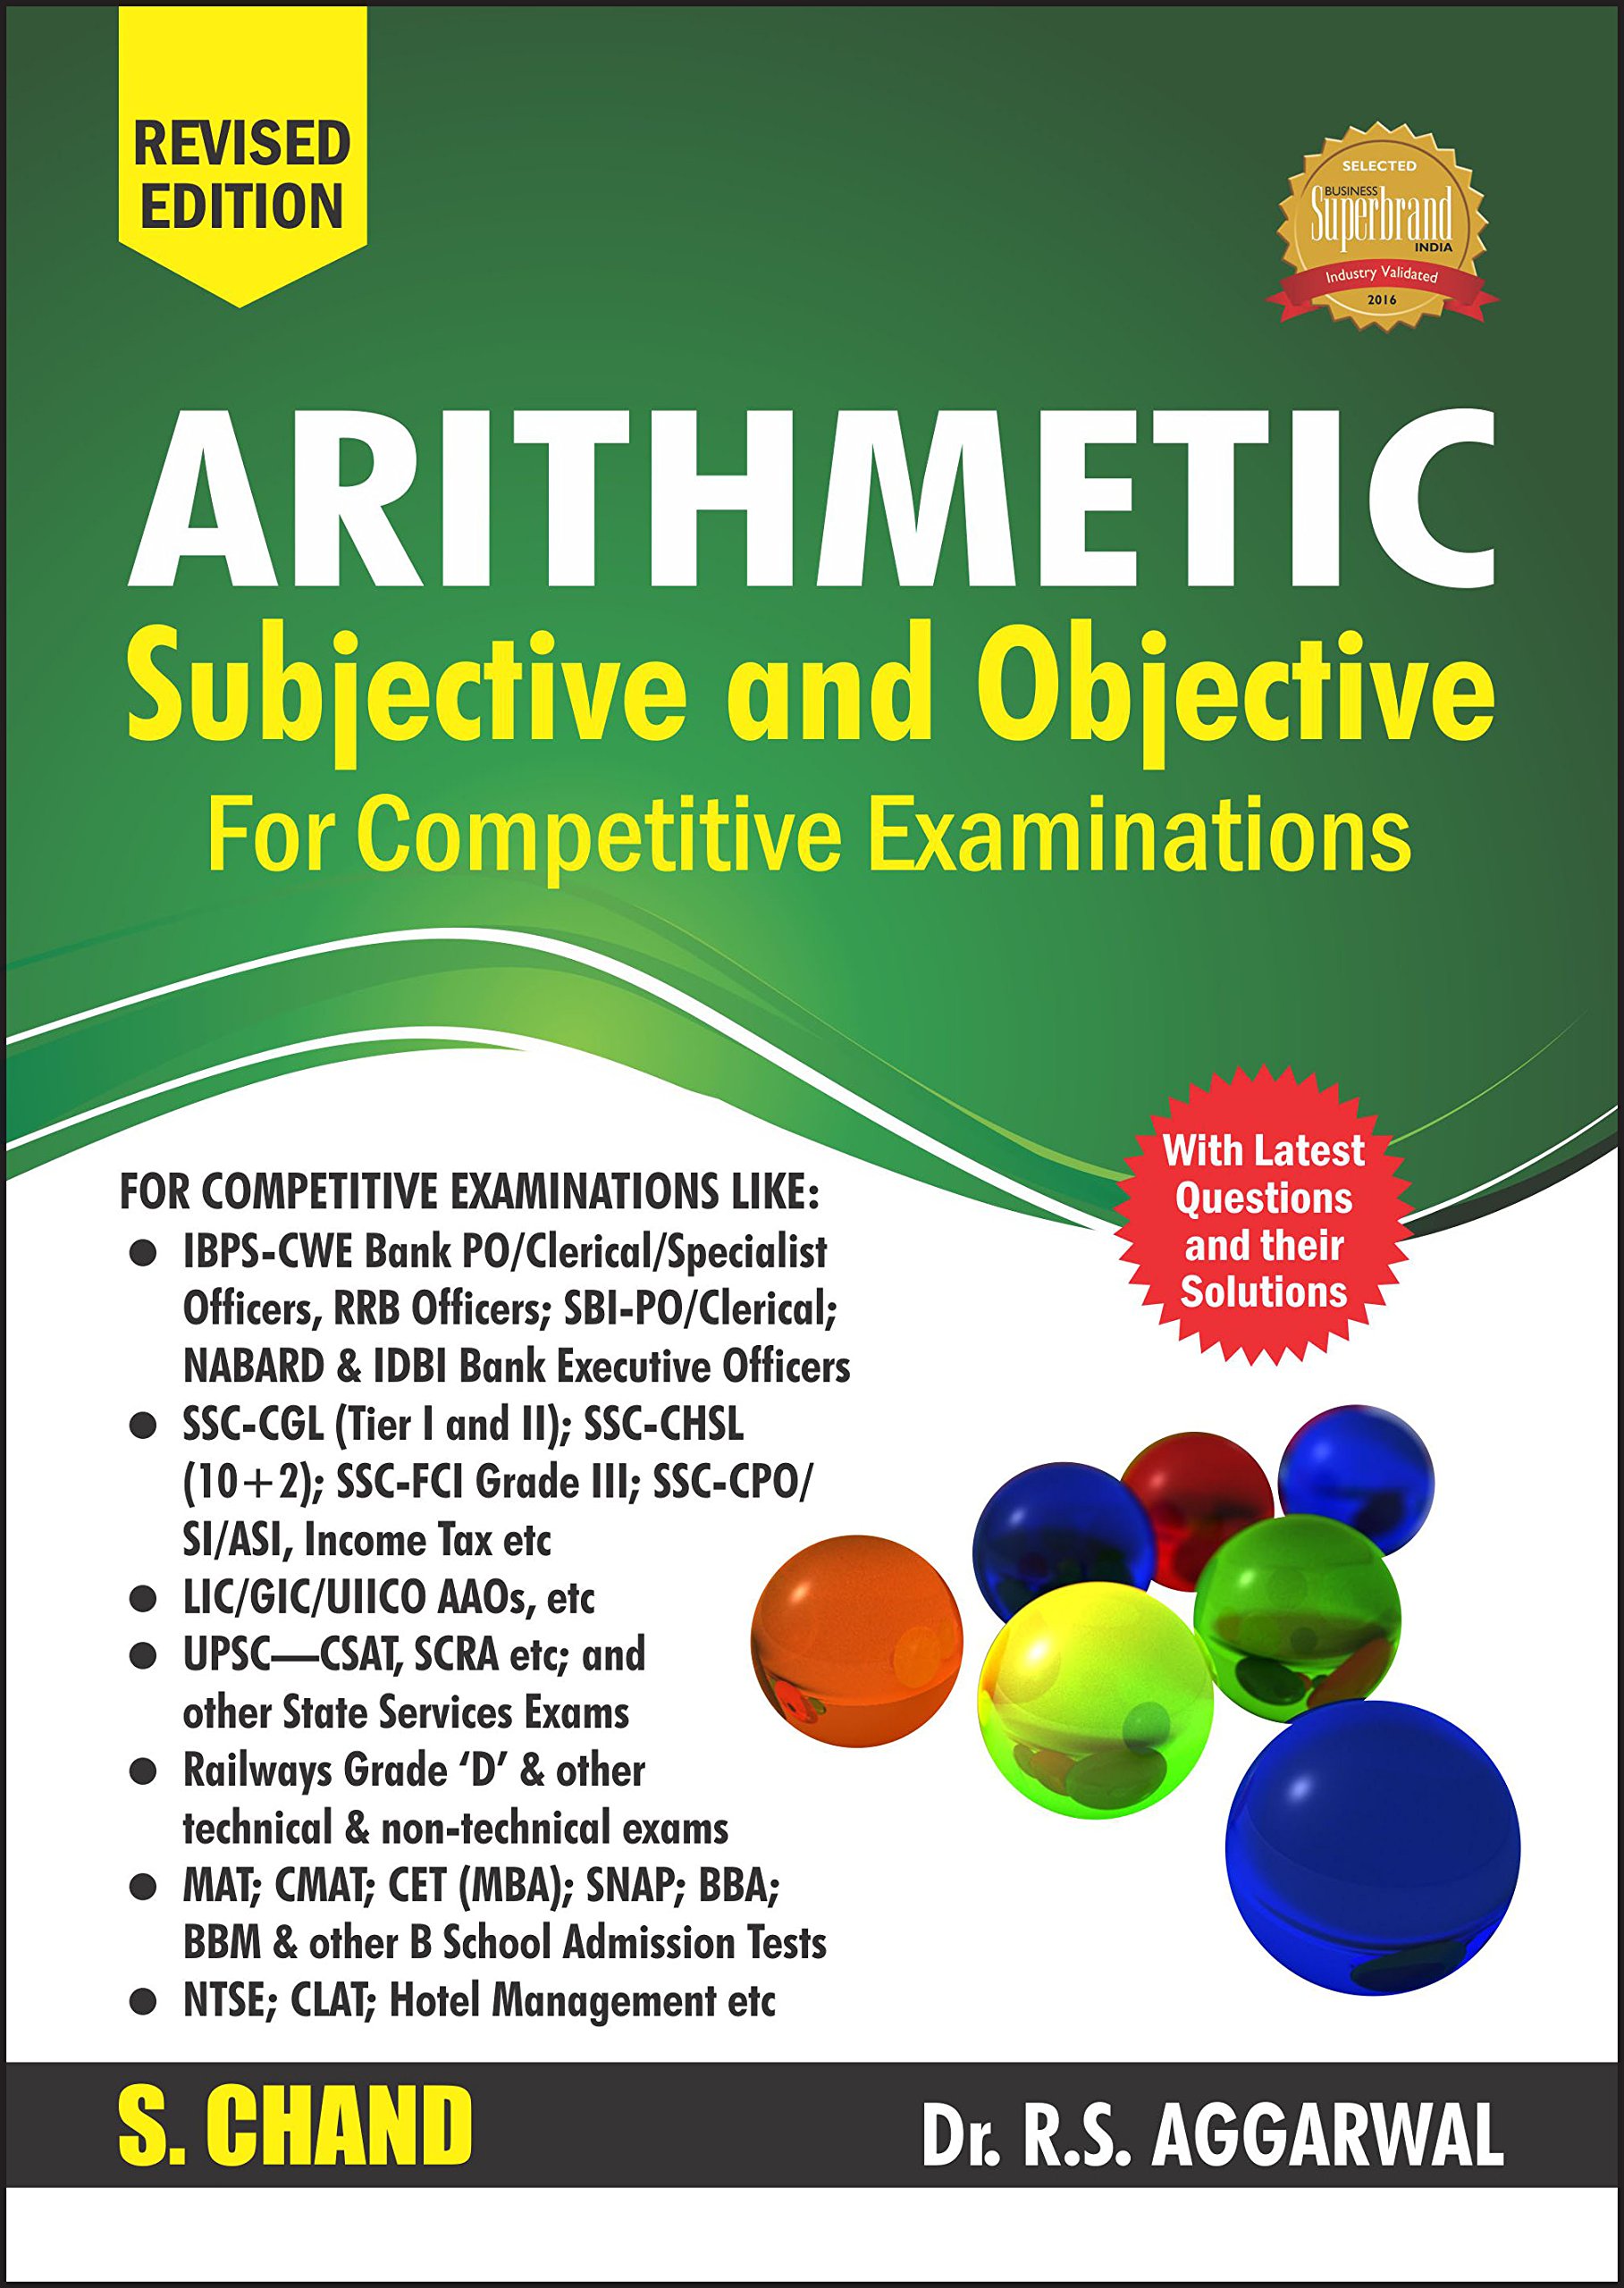 REVISED
EDITION
SELECTED
BUSINESS
Superbrand
INDIA
Industry Validated
2016
ARITHMETIC
Subjective and Objective
For Competitive Examinations
With Latest
Questions
and their
Solutions
FOR COMPETITIVE EXAMINATIONS LIKE:
● IBPS-CWE Bank PO/Clerical/Specialist
Officers, RRB Officers; SBI-PO/Clerical;
NABARD & IDBI Bank Executive Officers
● SSC-CGL (Tier I and II); SSC-CHSL
(10+2); SSC-FCI Grade III; SSC-CPO/
SI/ASI, Income Tax etc
● LIC/GIC/UIICO AAOs, etc
● UPSC—CSAT, SCRA etc; and
other State Services Exams
● Railways Grade ‘D’ & other
technical & non-technical exams
● MAT; CMAT; CET (MBA); SNAP; BBA;
BBM & other B School Admission Tests
● NTSE; CLAT; Hotel Management etc
S. CHAND
Dr. R.S. AGGARWAL